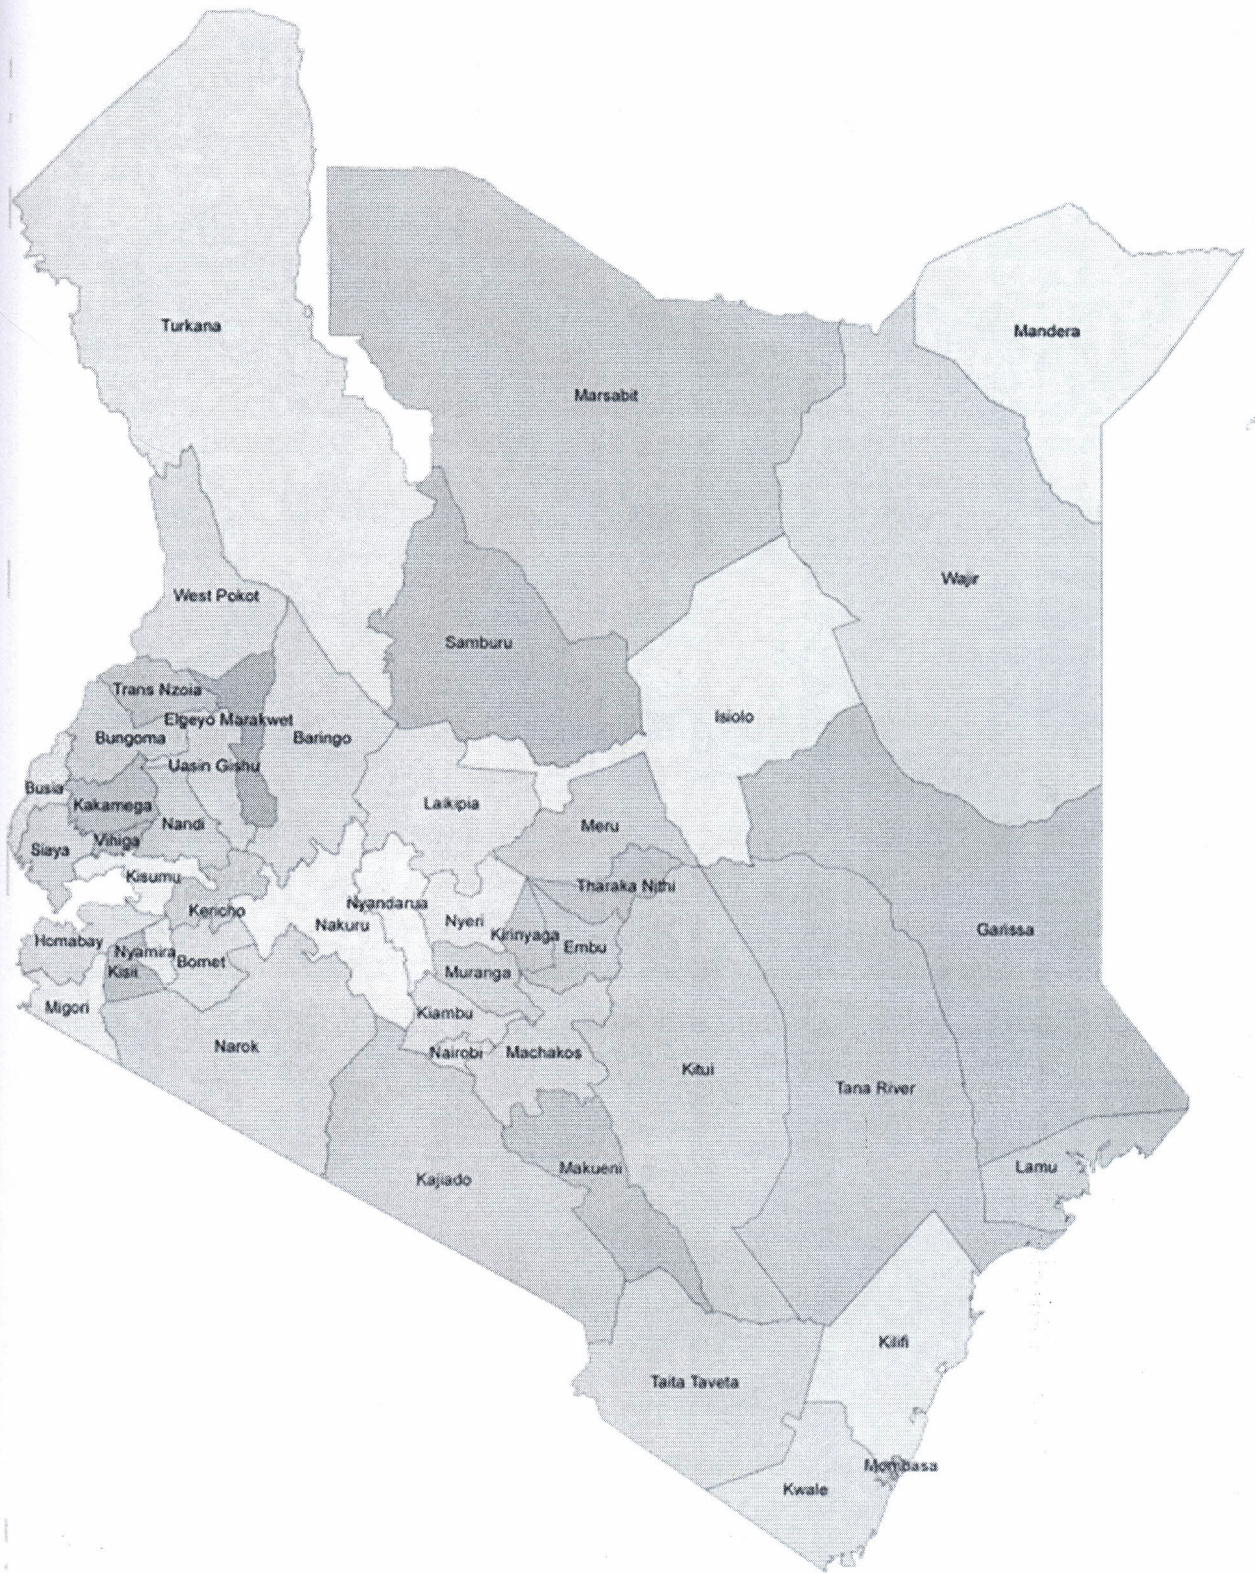 Turkana
Mandera
Marsabit
Wajir
West Pokot
Samburu
Trans Nzoia
Isiolo
Elgeyo Marakwet
Bungoma
Baringo
Uasin Gishu
Busia
Kakamega
Laikipia
Nandi
Meru
Vihiga
Siaya
Kisumu
Tharaka Nithi
Nyandarua
Kericho
Nyeri
Nakuru
Garissa
Kirinyaga
Homabay
Embu
Nyamira
Bomet
Kisii
Muranga
Migori
Kiambu
Narok
Nairobi
Machakos
Kitui
Tana River
Makueni
Lamu
Kajiado
Kilifi
Taita Taveta
Mombasa
Kwale